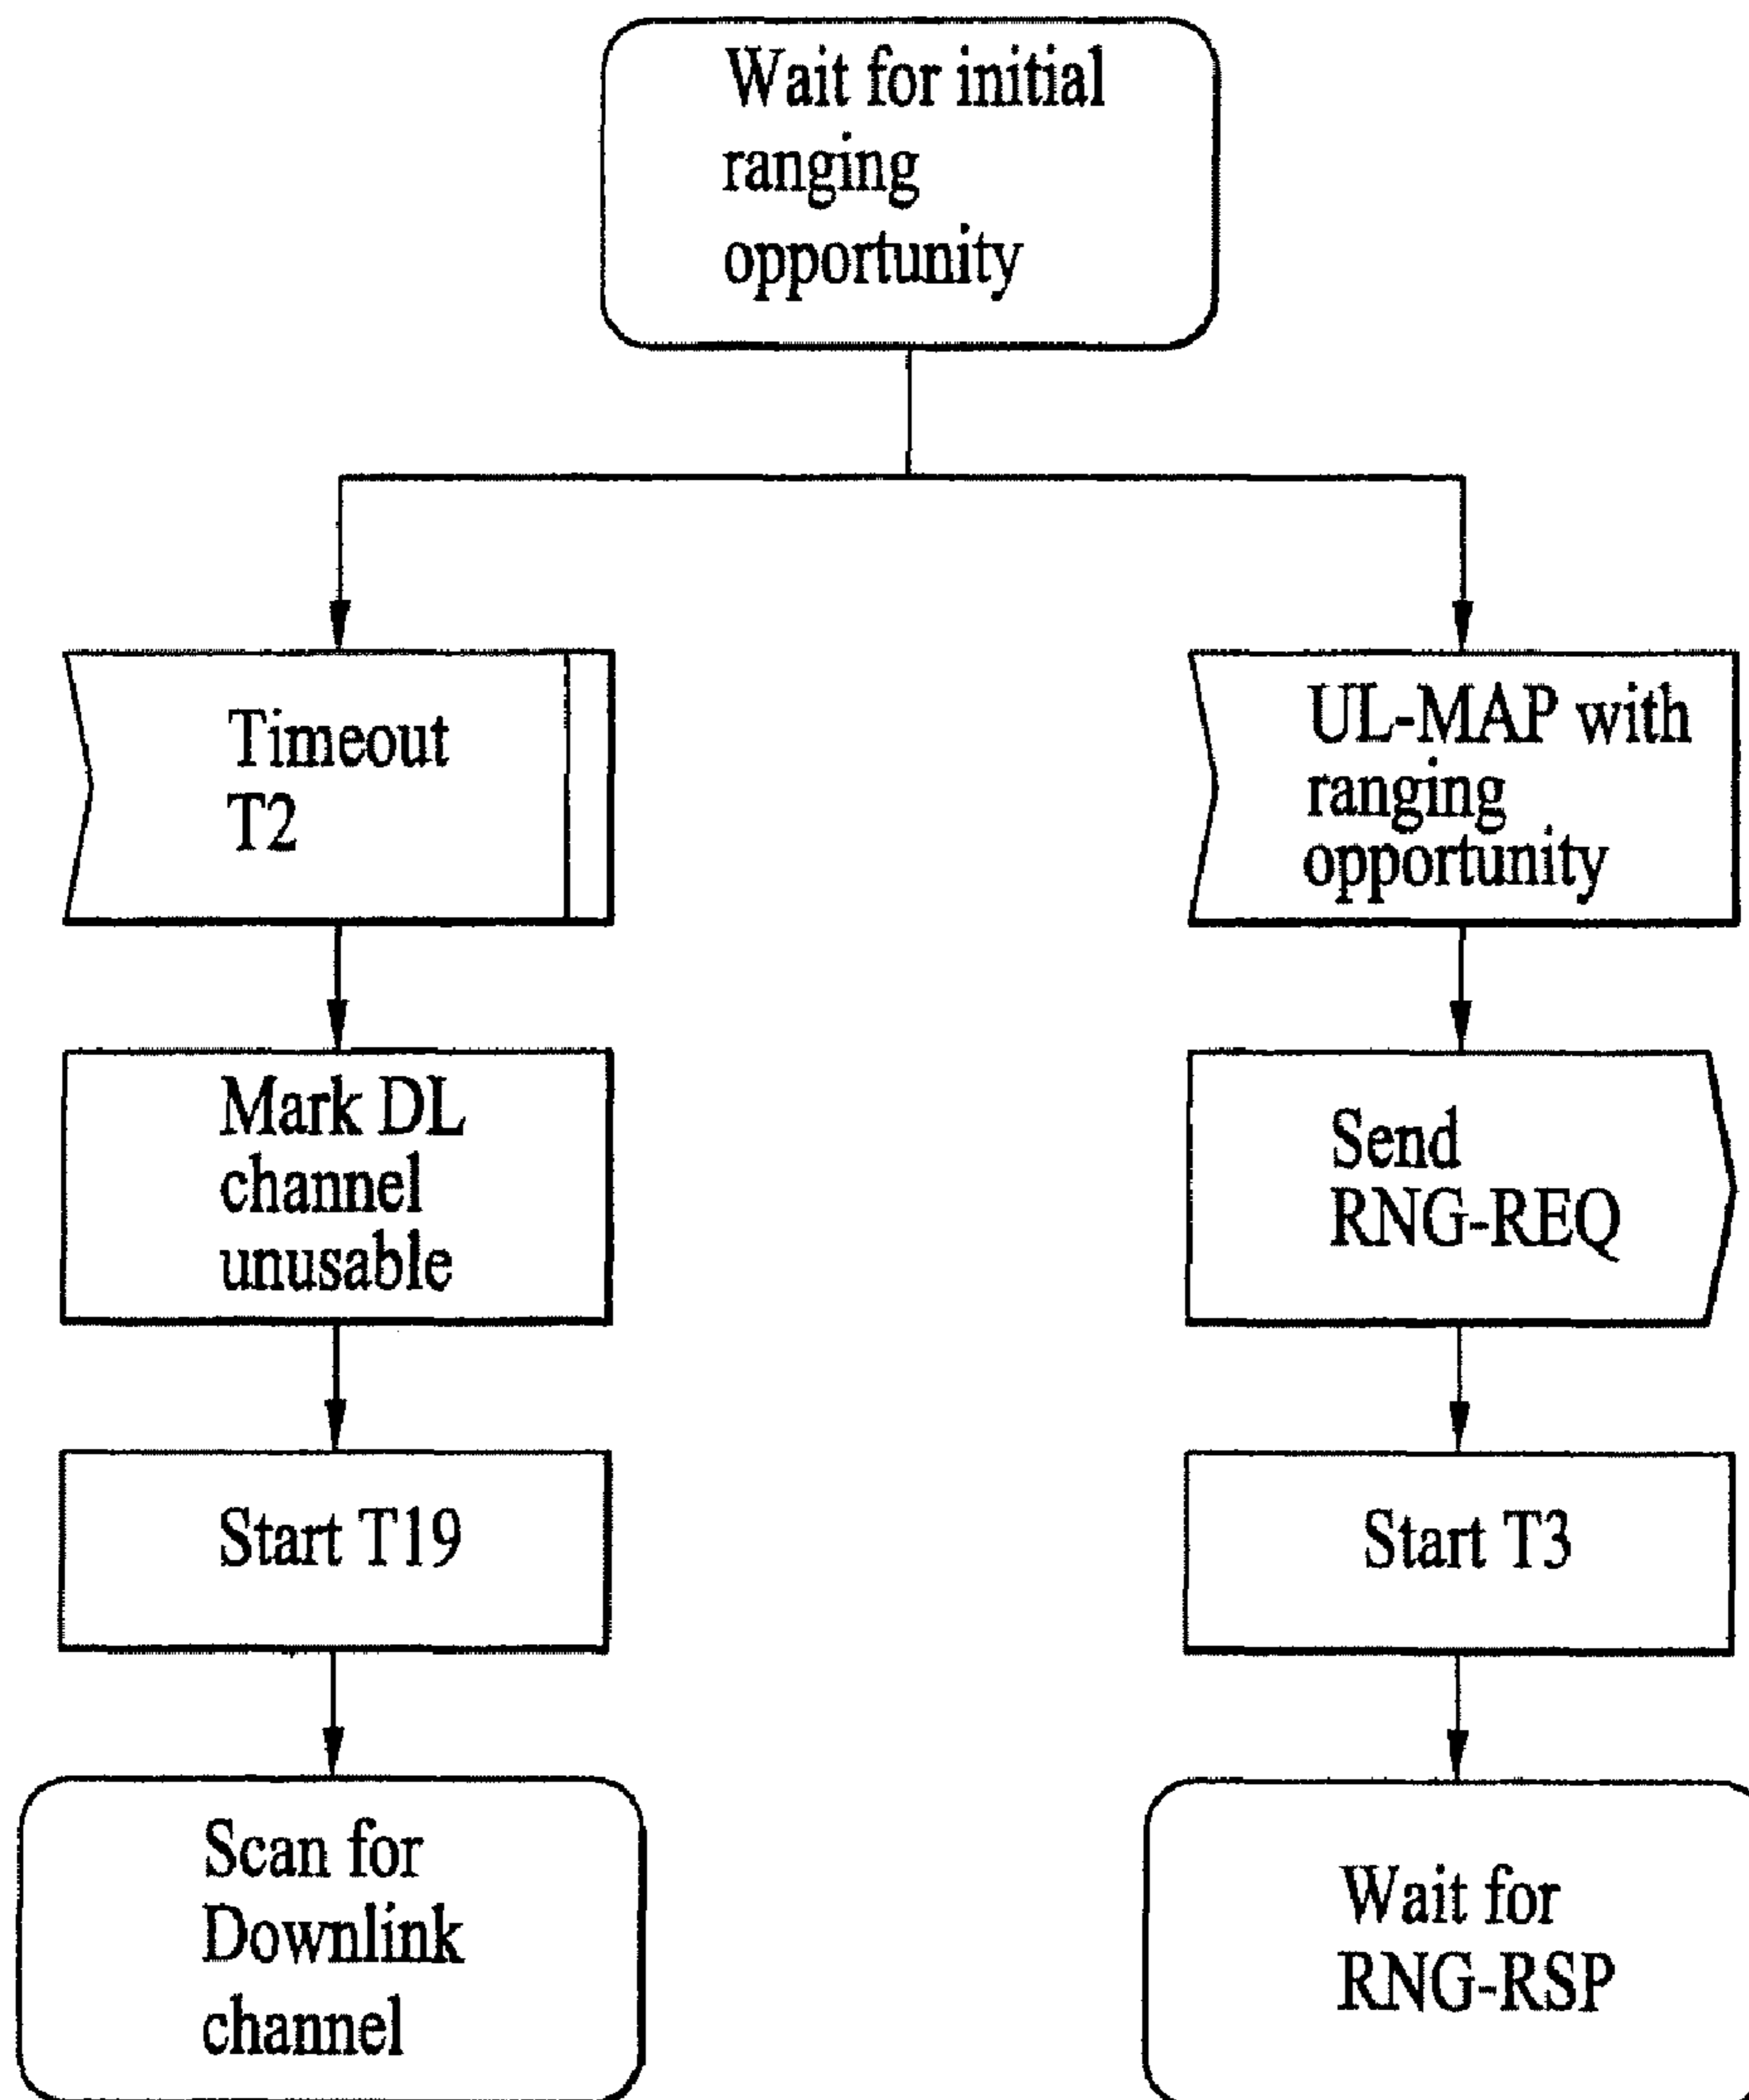 Wait for initial
ranging
opportunity
Timeout
T2
UL-MAP with
ranging
opportunity
Mark DL
channel
unusable
Send
RNG-REQ
Start T19
Start T3
Scan for
Downlink
channel
Wait for
RNG-RSP